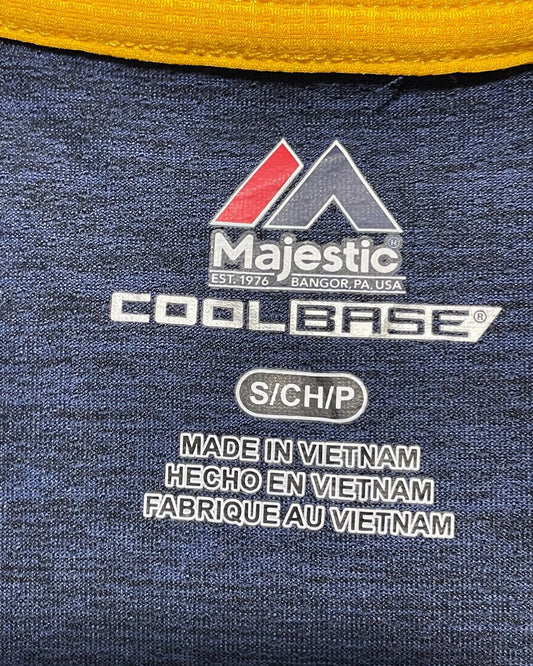 Majestic®
EST. 1976 BANGOR, PA, USA
COOLBASE®
S/CH/P
MADE IN VIETNAM
HECHO EN VIETNAM
FABRIQUE AU VIETNAM